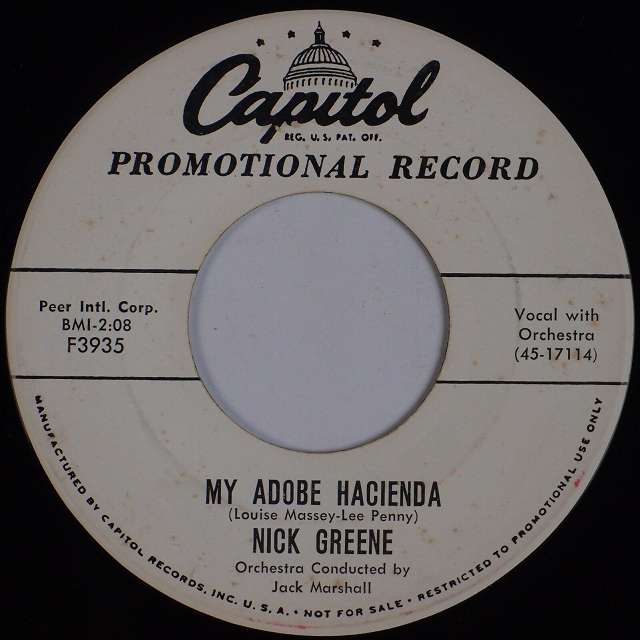 Capitol
REG. U.S. PAT. OFF.
PROMOTIONAL RECORD
Peer Intl. Corp.
BMI-2:08
F3935
Vocal with
Orchestra
(45-17114)
MY ADOBE HACIENDA
(Louise Massey-Lee Penny)
NICK GREENE
Orchestra Conducted by
Jack Marshall
MANUFACTURED BY CAPITOL RECORDS, INC. U.S.A. • NOT FOR SALE • RESTRICTED TO PROMOTIONAL USE ONLY